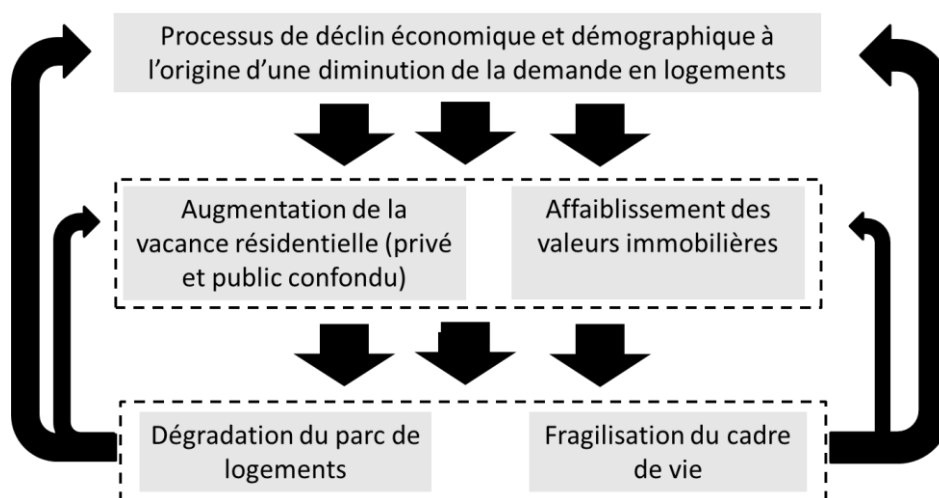 Processus de déclin économique et démographique à
l'origine d'une diminution de la demande en logements
Augmentation de la
vacance résidentielle (privé
et public confondu)
Affaiblissement des
valeurs immobilières
Dégradation du parc de
logements
Fragilisation du cadre
de vie